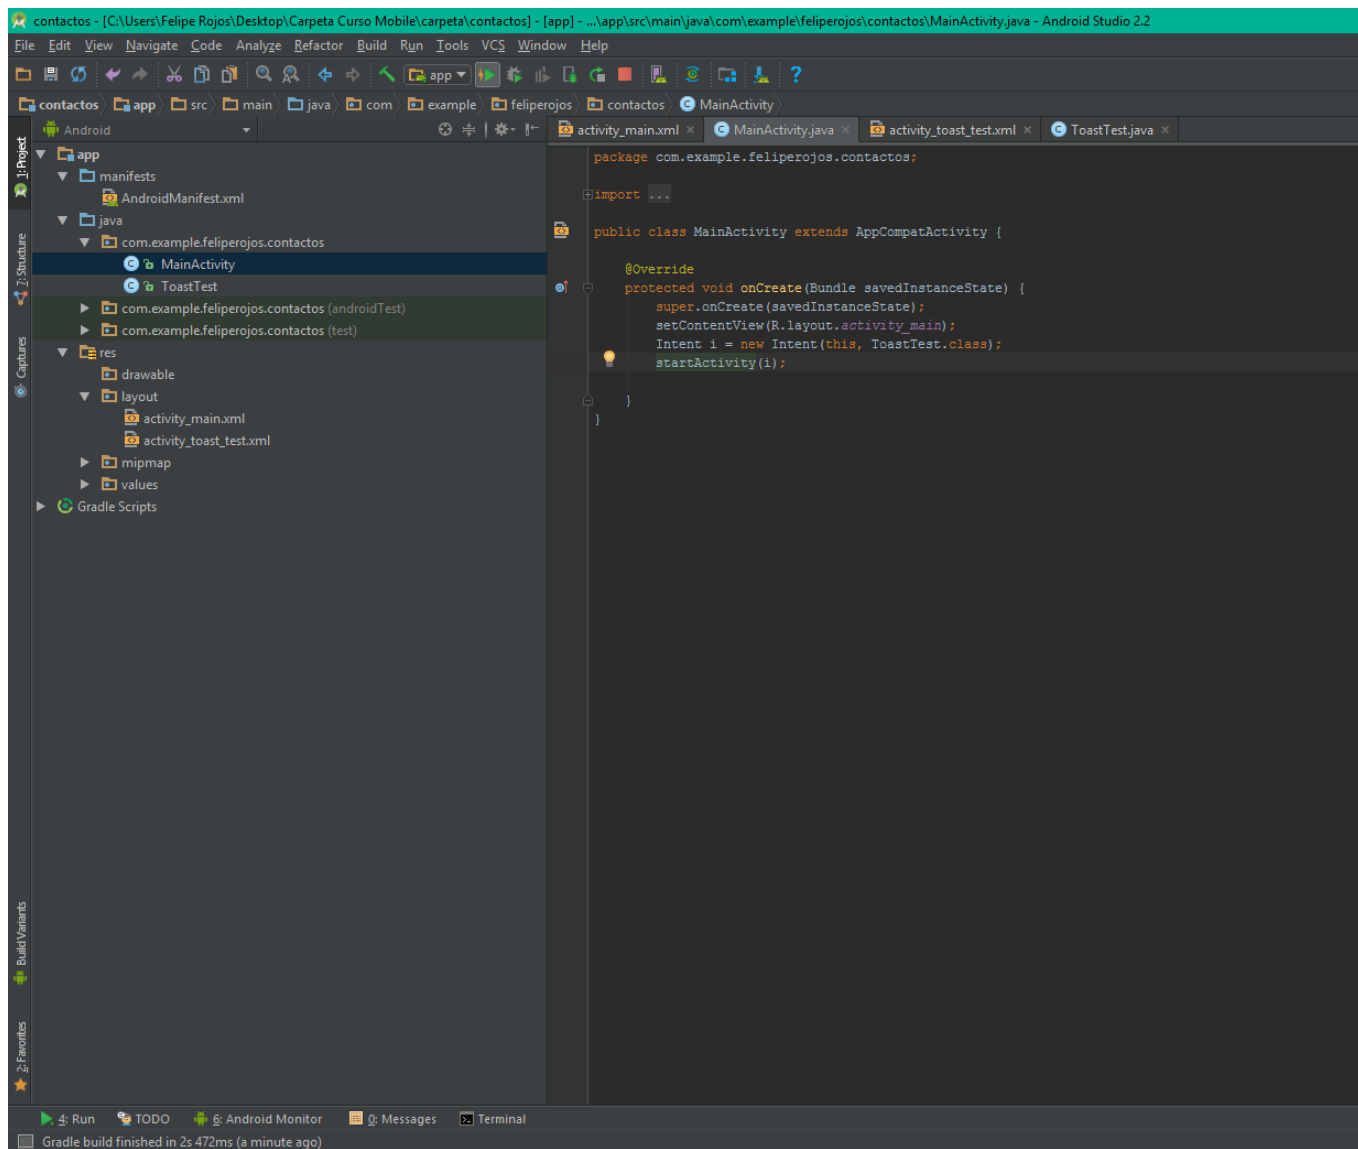 contactos - [C:\Users\Felipe Rojos\Desktop\Carpeta Curso Mobile\carpeta\contactos] - [app] - ...\app\src\main\java\com\example\feliperojos\contactos\MainActivity.java - Android Studio 2.2
File Edit View Navigate Code Analyze Refactor Build Run Tools VCS Window Help
app
contactos app src main java com example feliperojos contactos MainActivity
Android
activity_main.xml MainActivity.java activity_toast_test.xml ToastTest.java
1: Project
7: Structure
Captures
Build Variants
2: Favorites
app
manifests
AndroidManifest.xml
java
com.example.feliperojos.contactos
MainActivity
ToastTest
com.example.feliperojos.contactos (androidTest)
com.example.feliperojos.contactos (test)
res
drawable
layout
activity_main.xml
activity_toast_test.xml
mipmap
values
Gradle Scripts
package com.example.feliperojos.contactos;
import ...
public class MainActivity extends AppCompatActivity {
@Override
protected void onCreate(Bundle savedInstanceState) {
super.onCreate(savedInstanceState);
setContentView(R.layout.activity_main);
Intent i = new Intent(this, ToastTest.class);
startActivity(i);
}
}
4: Run TODO 6: Android Monitor 0: Messages Terminal
Gradle build finished in 2s 472ms (a minute ago)